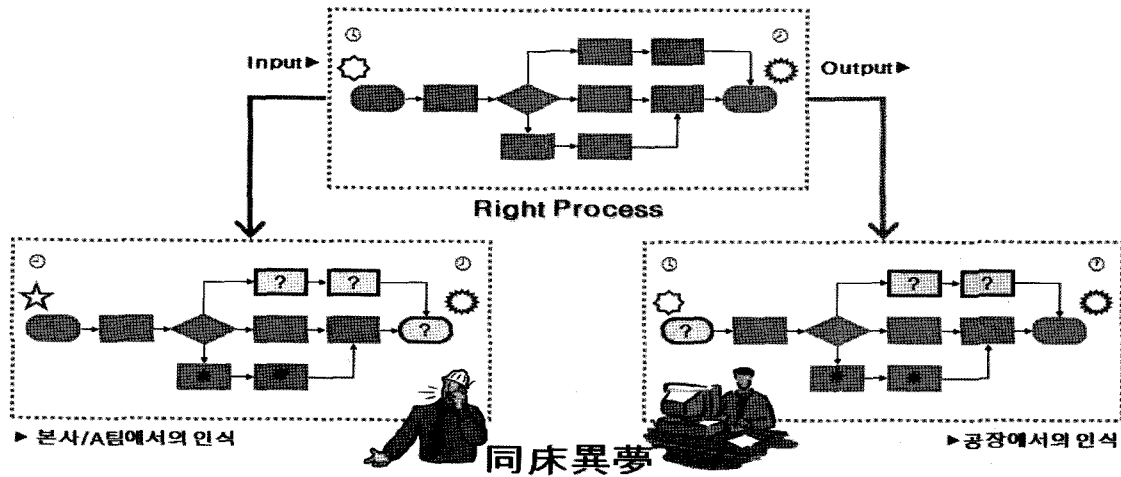 Input▶
Output▶
Right Process
? ?
?
? ?
?
▶ 본사/A팀에서의 인식
▶공장에서의 인식
同床異夢